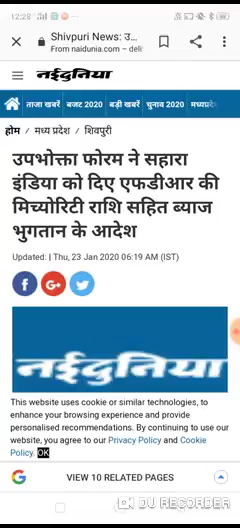 12:28
Shivpuri News: उ...
From naidunia.com – deli
नईदुनिया
ताजा खबरें बजट 2020 बड़ी खबरें चुनाव 2020 मध्यप्रदे
होम / मध्य प्रदेश / शिवपुरी
उपभोक्ता फोरम ने सहारा
इंडिया को दिए एफडीआर की
मिच्योरिटी राशि सहित ब्याज
भुगतान के आदेश
Updated: | Thu, 23 Jan 2020 06:19 AM (IST)
नईदुनिया
This website uses cookie or similar technologies, to
enhance your browsing experience and provide
personalised recommendations. By continuing to use our
website, you agree to our Privacy Policy and Cookie
Policy. OK
VIEW 10 RELATED PAGES
DU RECORDER